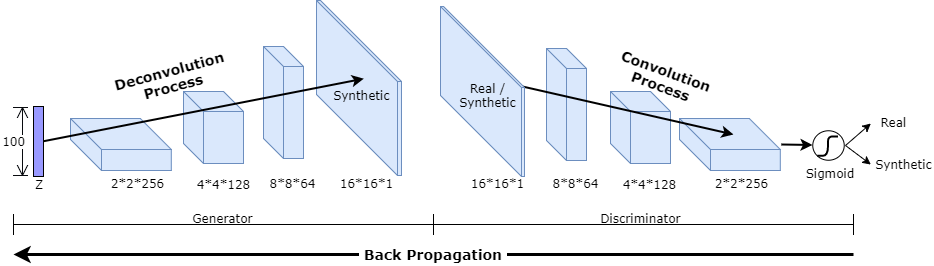 Deconvolution
Process
Synthetic
100
Z
2*2*256
4*4*128
8*8*64
16*16*1
Real /
Synthetic
Convolution
Process
16*16*1
8*8*64
4*4*128
2*2*256
Sigmoid
Real
Synthetic
Generator
Discriminator
Back Propagation